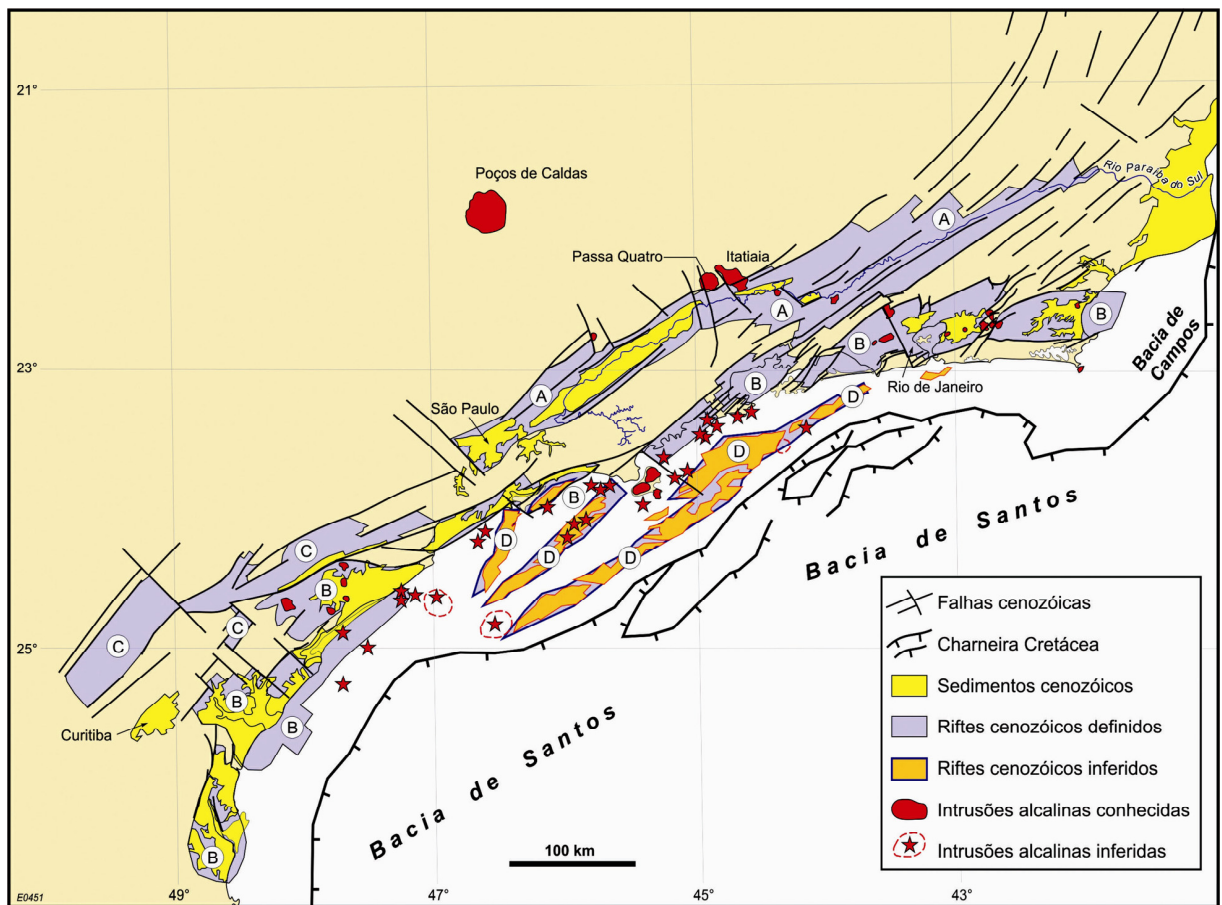 21°
Poços de Caldas
Rio Paraíba do Sul
A
Passa Quatro
Itatiaia
A
B
B
Bacia de
Campos
23°
B
Rio de Janeiro
A
D
São Paulo
D
B
Bacia de Santos
C
D
D
D
B
C
C
25°
B
B
Curitiba
Bacia de Santos
B
100 km
Falhas cenozóicas
Charneira Cretácea
Sedimentos cenozóicos
Riftes cenozóicos definidos
Riftes cenozóicos inferidos
Intrusões alcalinas conhecidas
Intrusões alcalinas inferidas
E0451
49°
47°
45°
43°